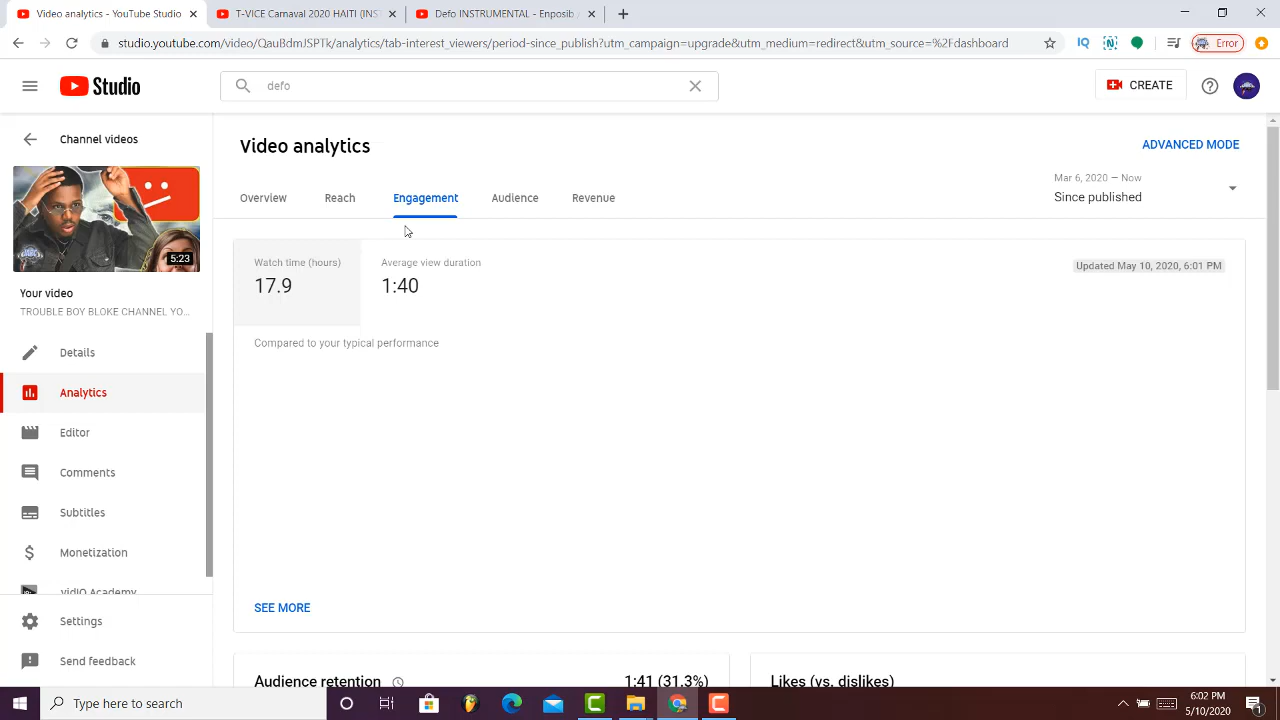 Video analytics - YouTube Studio
T-VICE Carnaval 2020 HAITI (INS
Defo INSTRUMENTAL - Enposib
studio.youtube.com/video/QauBmJSPTk/analytics/tab-interest_viewers/period-since_publish?utm_campaign=upgrade&utm_medium=redirect&utm_source=%2Fdashboard
IQ
N
Error
Studio
defo
CREATE
Channel videos
5:23
Your video
TROUBLE BOY BLOKE CHANNEL YO...
Details
Analytics
Editor
Comments
Subtitles
Monetization
vidIQ Academy
Settings
Send feedback
Video analytics
ADVANCED MODE
Overview
Reach
Engagement
Audience
Revenue
Mar 6, 2020 – Now
Since published
Watch time (hours)
17.9
Average view duration
1:40
Updated May 10, 2020, 6:01 PM
Compared to your typical performance
SEE MORE
Audience retention
1:41 (31.3%)
Likes (vs. dislikes)
Type here to search
6:02 PM
5/10/2020